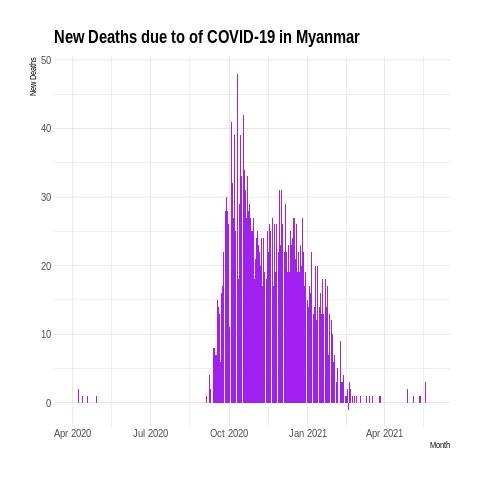 New Deaths due to of COVID-19 in Myanmar
New Deaths
50
40
30
20
10
0
Apr 2020 Jul 2020 Oct 2020 Jan 2021 Apr 2021
Month